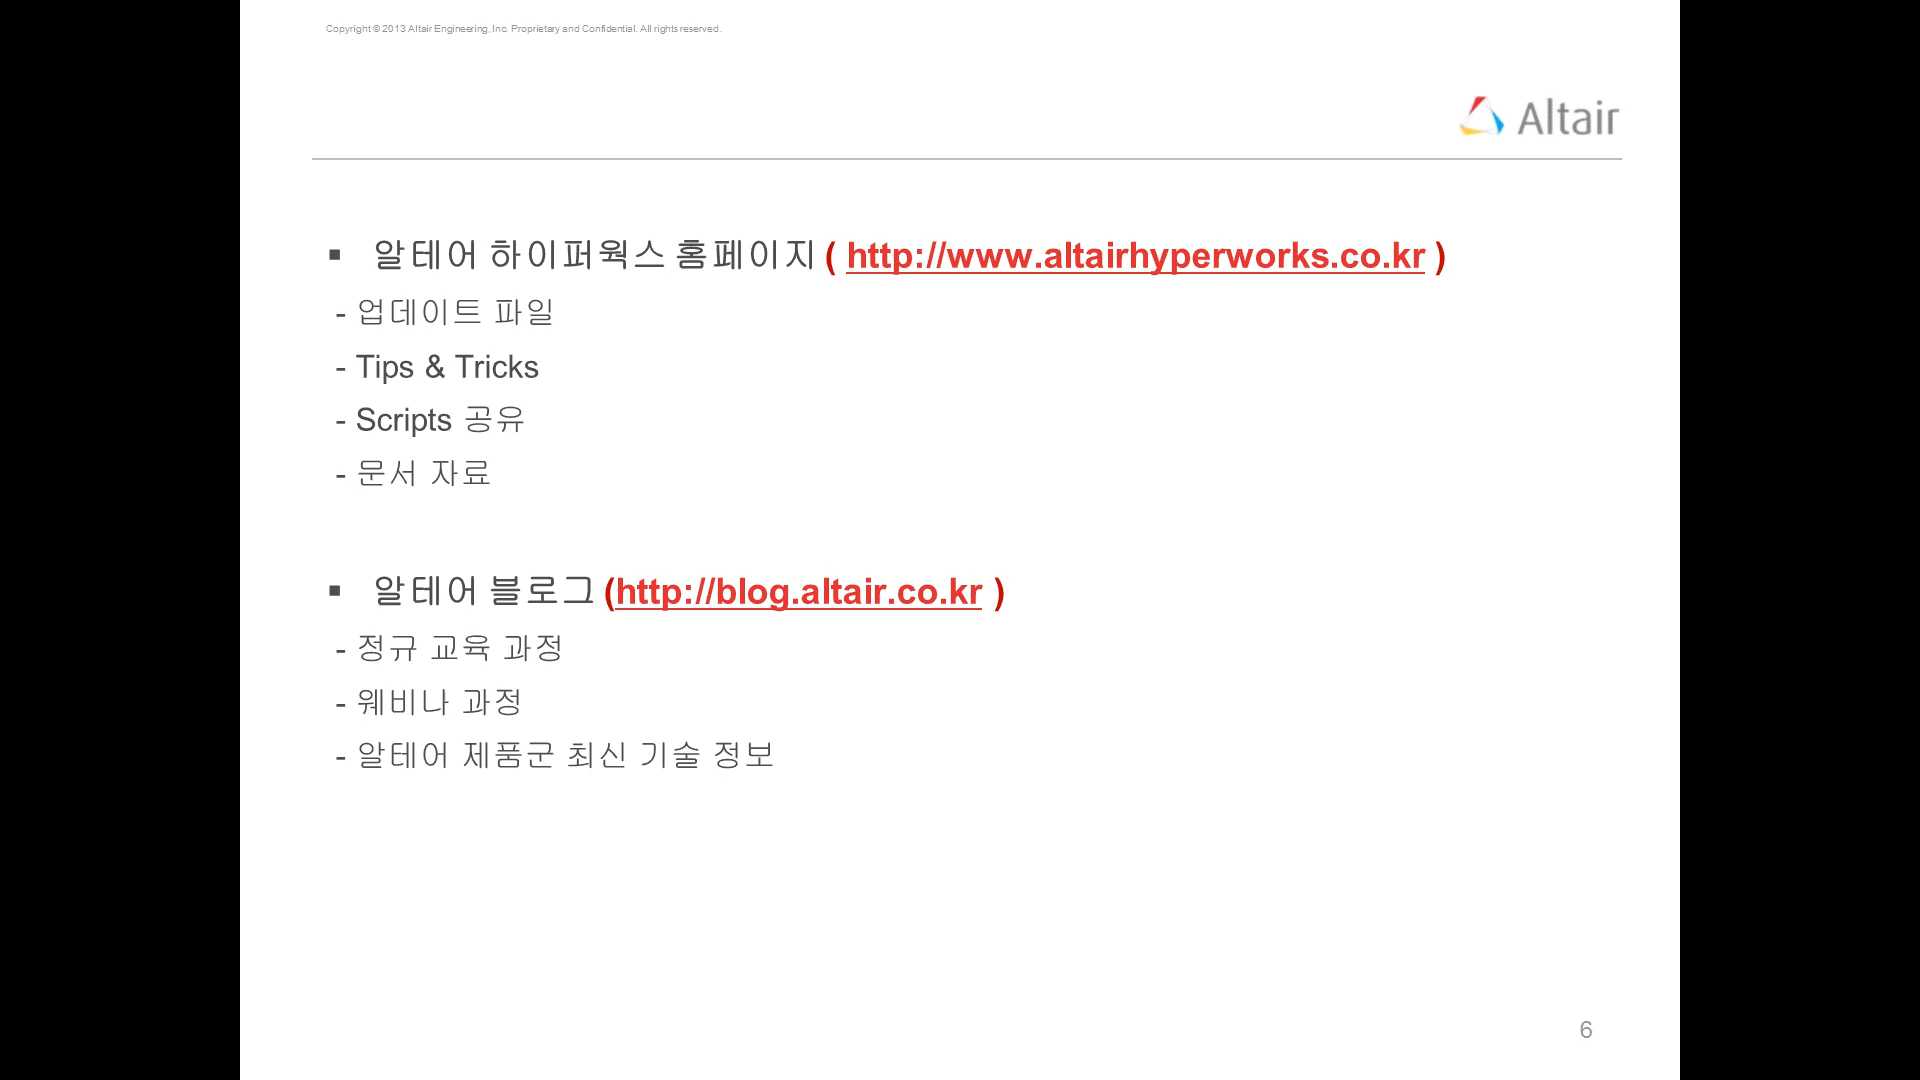 Copyright © 2013 Altair Engineering, Inc. Proprietary and Confidential. All rights reserved.
Altair
▪ 알테어 하이퍼웍스 홈페이지 ( http://www.altairhyperworks.co.kr )
- 업데이트 파일
- Tips & Tricks
- Scripts 공유
- 문서 자료
▪ 알테어 블로그 (http://blog.altair.co.kr )
- 정규 교육 과정
- 웨비나 과정
- 알테어 제품군 최신 기술 정보
6